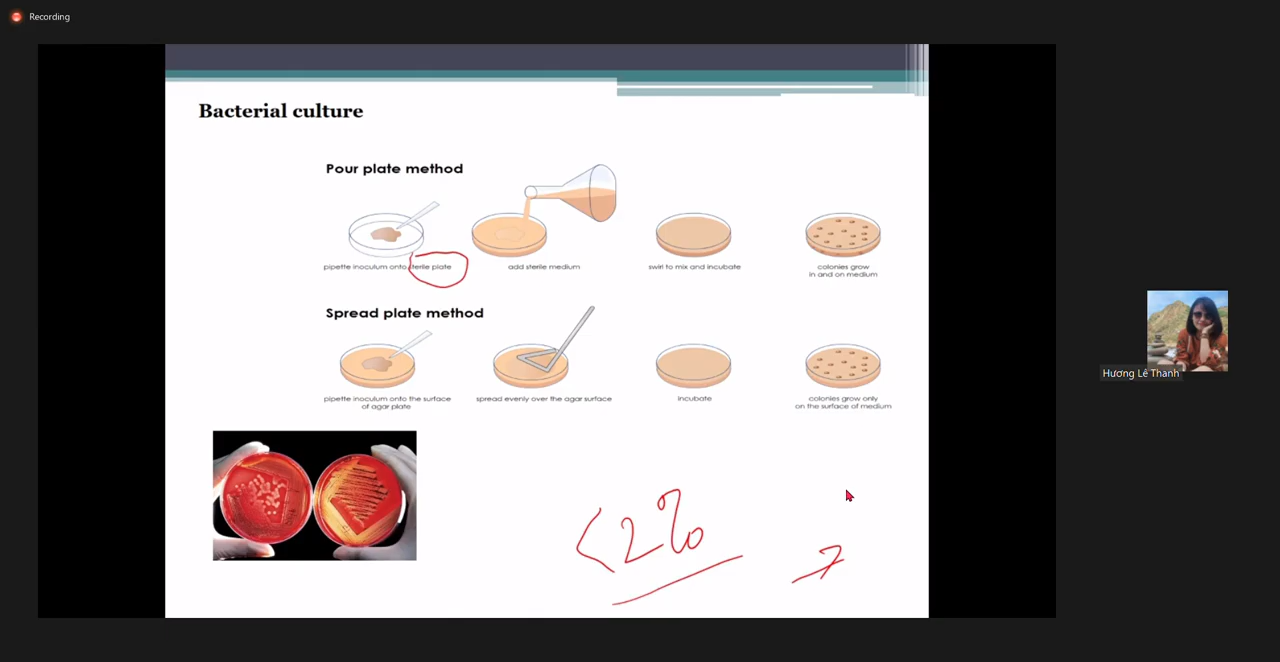 Recording
Bacterial culture
Pour plate method
pipette inoculum onto sterile plate
add sterile medium
swirl to mix and incubate
colonies grow
in and on medium
Spread plate method
pipette inoculum onto the surface
of agar plate
spread evenly over the agar surface
incubate
colonies grow only
on the surface of medium
<2%
Hương Lê Thanh